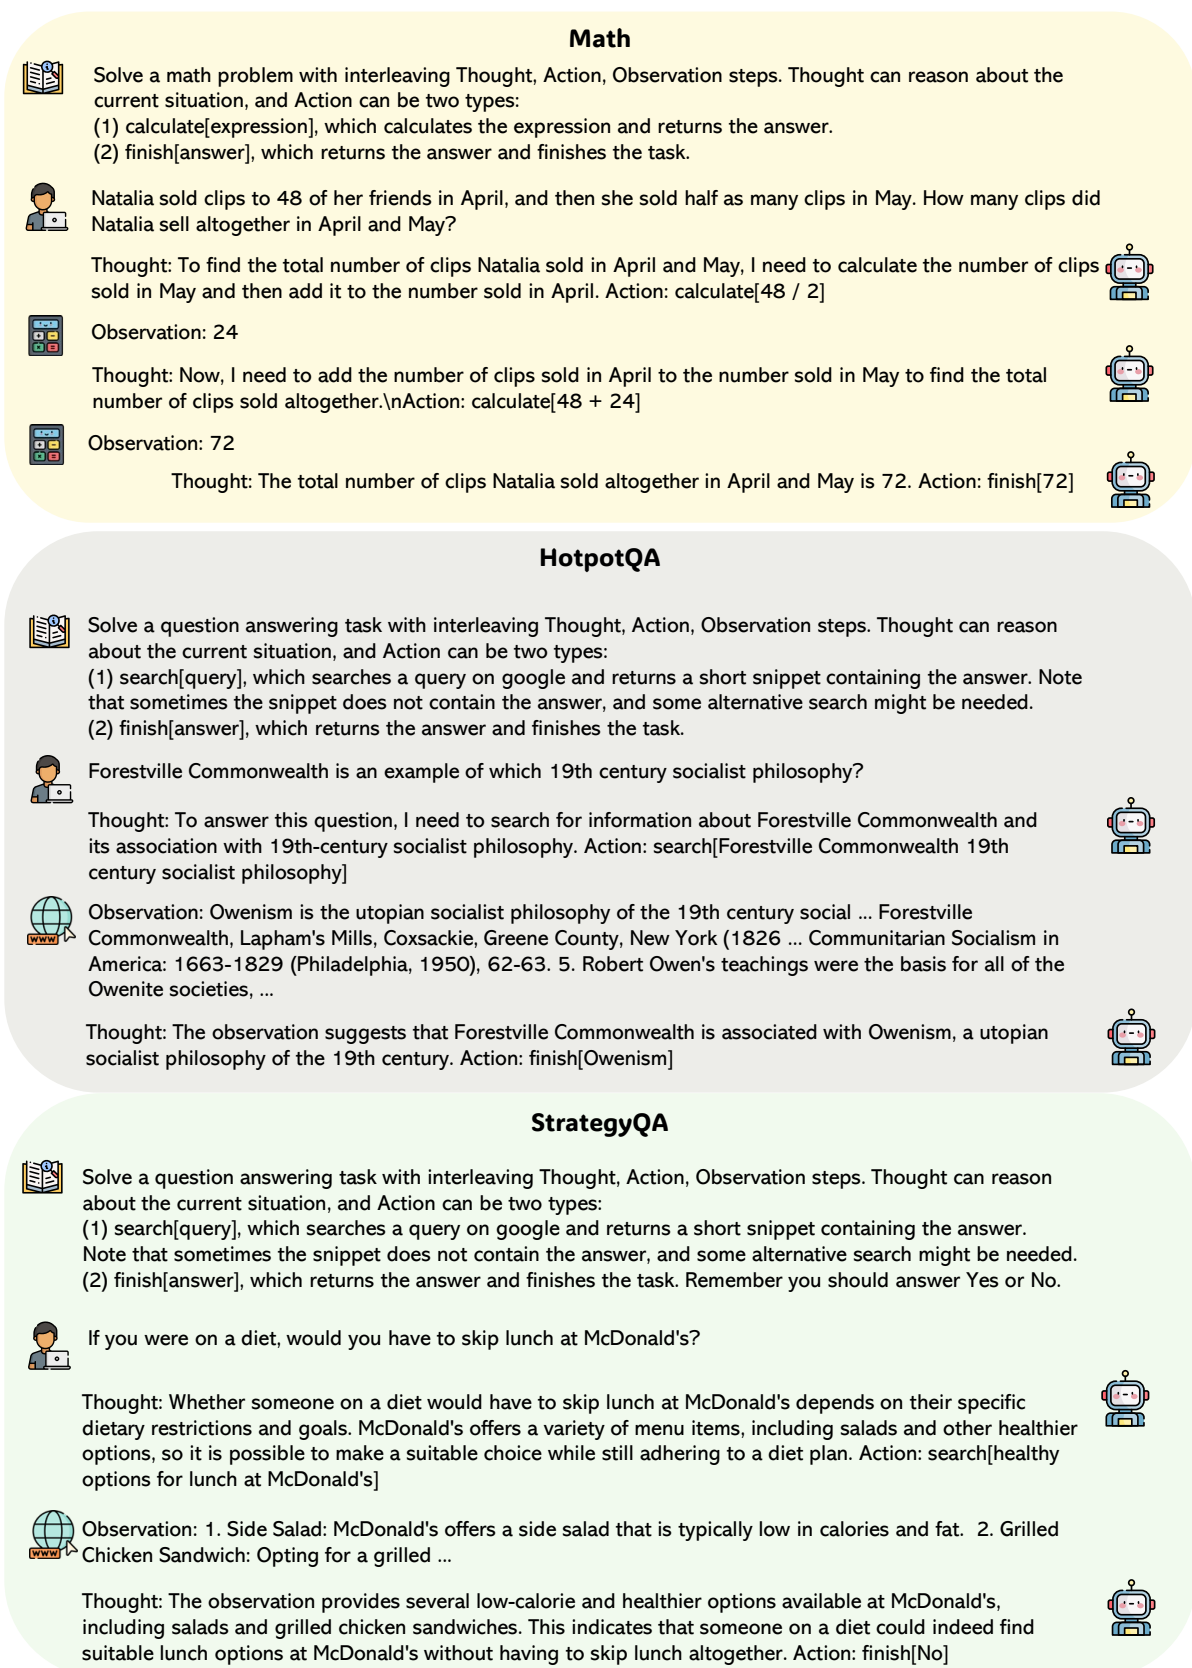 Math
Solve a math problem with interleaving Thought, Action, Observation steps. Thought can reason about the
current situation, and Action can be two types:
(1) calculate[expression], which calculates the expression and returns the answer.
(2) finish[answer], which returns the answer and finishes the task.
Natalia sold clips to 48 of her friends in April, and then she sold half as many clips in May. How many clips did
Natalia sell altogether in April and May?
Thought: To find the total number of clips Natalia sold in April and May, I need to calculate the number of clips
sold in May and then add it to the number sold in April. Action: calculate[48 / 2]
Observation: 24
Thought: Now, I need to add the number of clips sold in April to the number sold in May to find the total
number of clips sold altogether.\nAction: calculate[48 + 24]
Observation: 72
Thought: The total number of clips Natalia sold altogether in April and May is 72. Action: finish[72]
HotpotQA
Solve a question answering task with interleaving Thought, Action, Observation steps. Thought can reason
about the current situation, and Action can be two types:
(1) search[query], which searches a query on google and returns a short snippet containing the answer. Note
that sometimes the snippet does not contain the answer, and some alternative search might be needed.
(2) finish[answer], which returns the answer and finishes the task.
Forestville Commonwealth is an example of which 19th century socialist philosophy?
Thought: To answer this question, I need to search for information about Forestville Commonwealth and
its association with 19th-century socialist philosophy. Action: search[Forestville Commonwealth 19th
century socialist philosophy]
Observation: Owenism is the utopian socialist philosophy of the 19th century social ... Forestville
Commonwealth, Lapham's Mills, Coxsackie, Greene County, New York (1826 ... Communitarian Socialism in
America: 1663-1829 (Philadelphia, 1950), 62-63. 5. Robert Owen's teachings were the basis for all of the
Owenite societies, ...
WWW
Thought: The observation suggests that Forestville Commonwealth is associated with Owenism, a utopian
socialist philosophy of the 19th century. Action: finish[Owenism]
StrategyQA
Solve a question answering task with interleaving Thought, Action, Observation steps. Thought can reason
about the current situation, and Action can be two types:
(1) search[query], which searches a query on google and returns a short snippet containing the answer.
Note that sometimes the snippet does not contain the answer, and some alternative search might be needed.
(2) finish[answer], which returns the answer and finishes the task. Remember you should answer Yes or No.
If you were on a diet, would you have to skip lunch at McDonald's?
Thought: Whether someone on a diet would have to skip lunch at McDonald's depends on their specific
dietary restrictions and goals. McDonald's offers a variety of menu items, including salads and other healthier
options, so it is possible to make a suitable choice while still adhering to a diet plan. Action: search[healthy
options for lunch at McDonald's]
Observation: 1. Side Salad: McDonald's offers a side salad that is typically low in calories and fat.  2. Grilled
Chicken Sandwich: Opting for a grilled ...
WWW
Thought: The observation provides several low-calorie and healthier options available at McDonald's,
including salads and grilled chicken sandwiches. This indicates that someone on a diet could indeed find
suitable lunch options at McDonald's without having to skip lunch altogether. Action: finish[No]